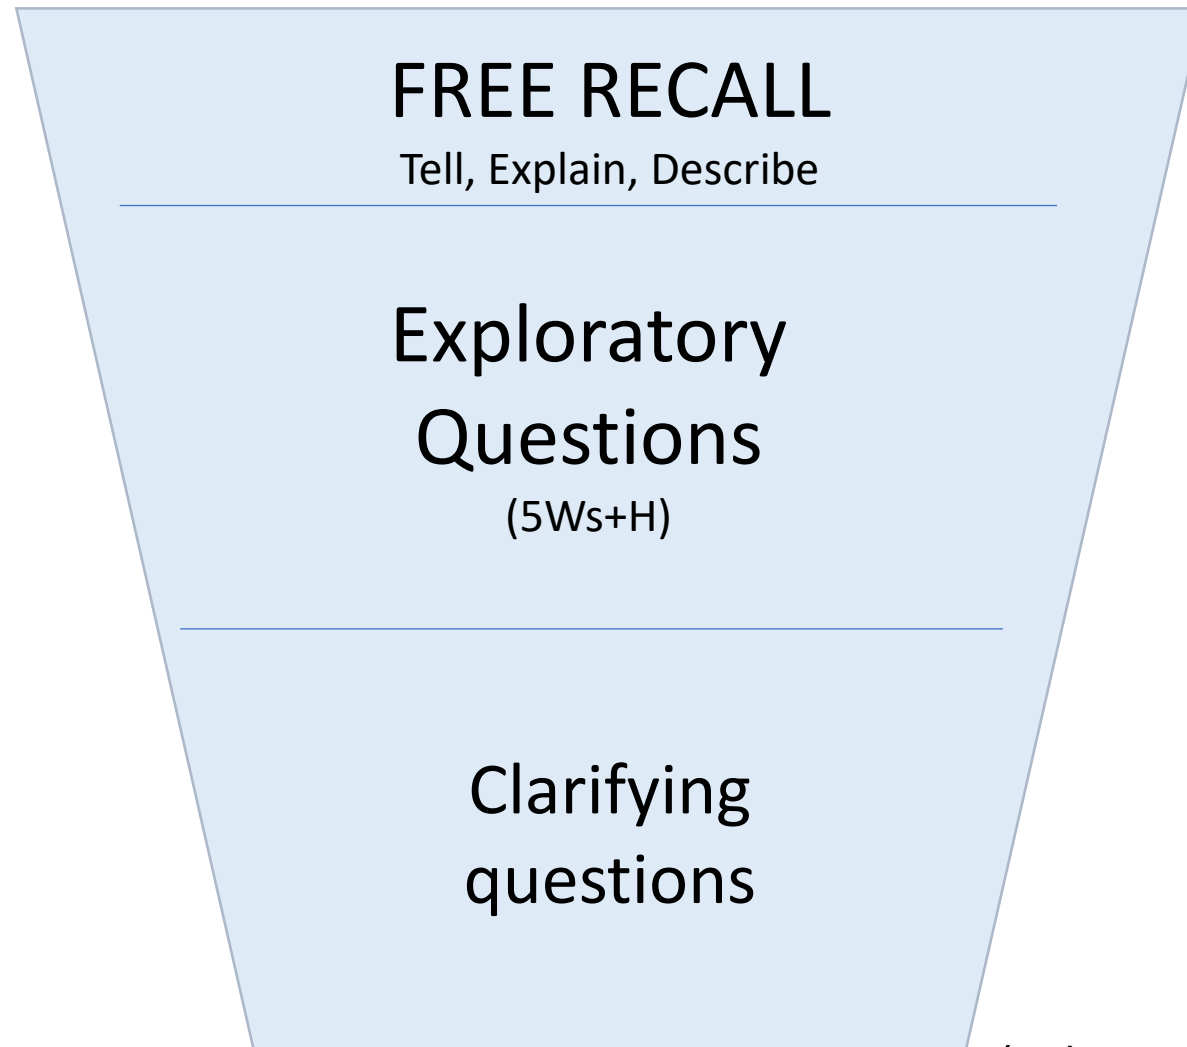 FREE RECALL
Tell, Explain, Describe
Exploratory
Questions
(5Ws+H)
Clarifying
questions